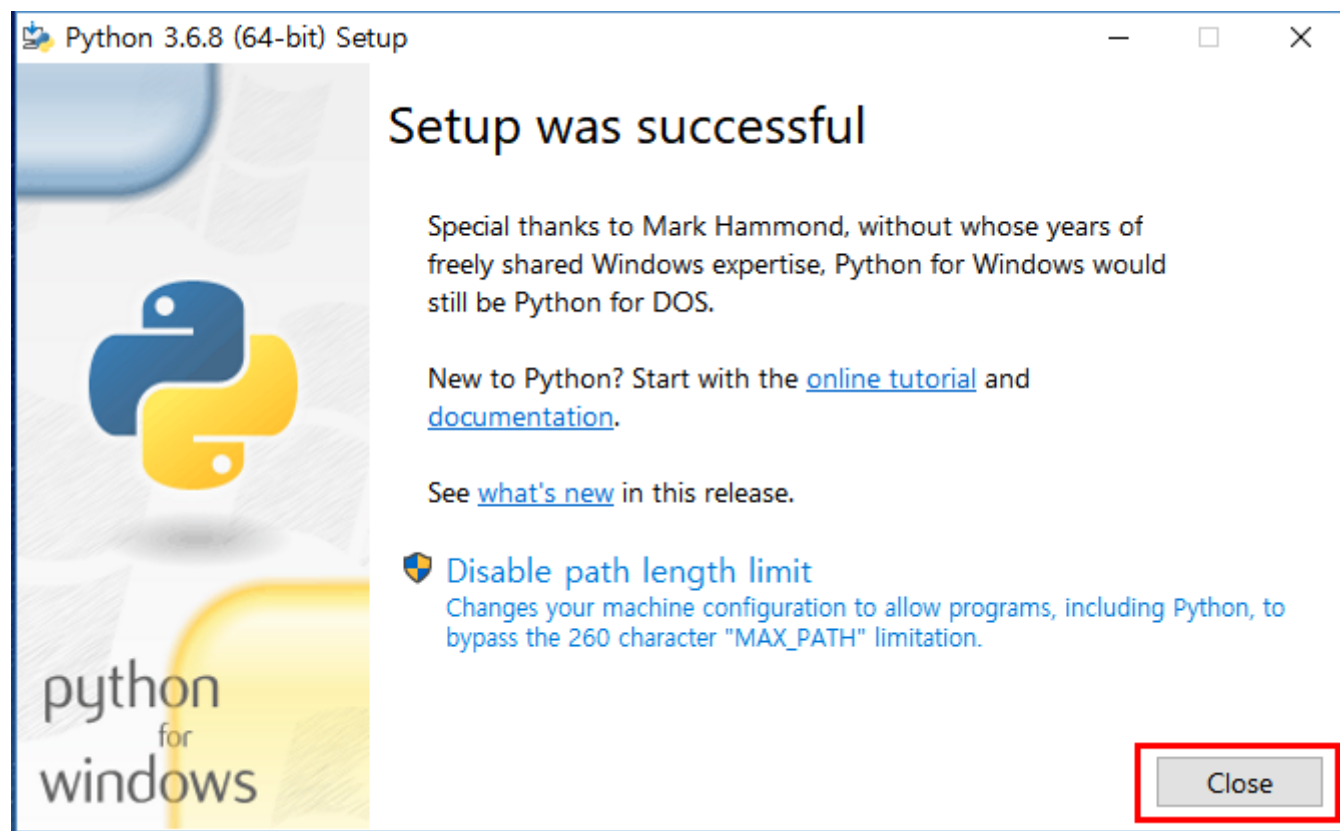 Python 3.6.8 (64-bit) Setup
Setup was successful
Special thanks to Mark Hammond, without whose years of
freely shared Windows expertise, Python for Windows would
still be Python for DOS.
New to Python? Start with the online tutorial and
documentation.
See what's new in this release.
Disable path length limit
Changes your machine configuration to allow programs, including Python, to
bypass the 260 character "MAX_PATH" limitation.
python
for
windows
Close